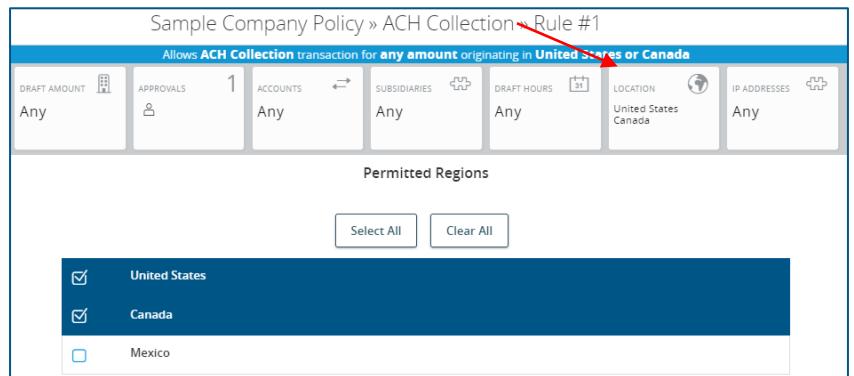 Sample Company Policy » ACH Collection » Rule #1
Allows ACH Collection transaction for any amount originating in United States or Canada
DRAFT AMOUNT
Any
APPROVALS 1
ACCOUNTS
Any
SUBSIDIARIES
Any
DRAFT HOURS 31
Any
LOCATION
United States
Canada
IP ADDRESSES
Any
Permitted Regions
Select All Clear All
United States
Canada
Mexico